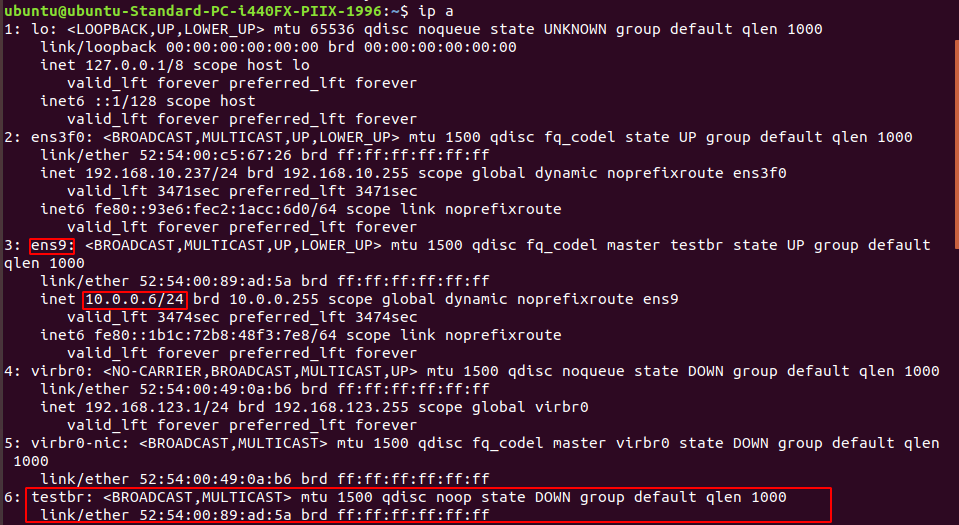 ubuntu@ubuntu-Standard-PC-i440FX-PIIX-1996:~$ ip a
1: lo: <LOOPBACK,UP,LOWER_UP> mtu 65536 qdisc noqueue state UNKNOWN group default qlen 1000
    link/loopback 00:00:00:00:00:00 brd 00:00:00:00:00:00
    inet 127.0.0.1/8 scope host lo
       valid_lft forever preferred_lft forever
    inet6 ::1/128 scope host
       valid_lft forever preferred_lft forever
2: ens3f0: <BROADCAST,MULTICAST,UP,LOWER_UP> mtu 1500 qdisc fq_codel state UP group default qlen 1000
    link/ether 52:54:00:c5:67:26 brd ff:ff:ff:ff:ff:ff
    inet 192.168.10.237/24 brd 192.168.10.255 scope global dynamic noprefixroute ens3f0
       valid_lft 3471sec preferred_lft 3471sec
    inet6 fe80::93e6:fec2:1acc:6d0/64 scope link noprefixroute
       valid_lft forever preferred_lft forever
3: ens9: <BROADCAST,MULTICAST,UP,LOWER_UP> mtu 1500 qdisc fq_codel master testbr state UP group default
qlen 1000
    link/ether 52:54:00:89:ad:5a brd ff:ff:ff:ff:ff:ff
    inet 10.0.0.6/24 brd 10.0.0.255 scope global dynamic noprefixroute ens9
       valid_lft 3474sec preferred_lft 3474sec
    inet6 fe80::1b1c:72b8:48f3:7e8/64 scope link noprefixroute
       valid_lft forever preferred_lft forever
4: virbr0: <NO-CARRIER,BROADCAST,MULTICAST,UP> mtu 1500 qdisc noqueue state DOWN group default qlen 1000
    link/ether 52:54:00:49:0a:b6 brd ff:ff:ff:ff:ff:ff
    inet 192.168.123.1/24 brd 192.168.123.255 scope global virbr0
       valid_lft forever preferred_lft forever
5: virbr0-nic: <BROADCAST,MULTICAST> mtu 1500 qdisc fq_codel master virbr0 state DOWN group default qlen
 1000
    link/ether 52:54:00:49:0a:b6 brd ff:ff:ff:ff:ff:ff
6: testbr: <BROADCAST,MULTICAST> mtu 1500 qdisc noop state DOWN group default qlen 1000
    link/ether 52:54:00:89:ad:5a brd ff:ff:ff:ff:ff:ff